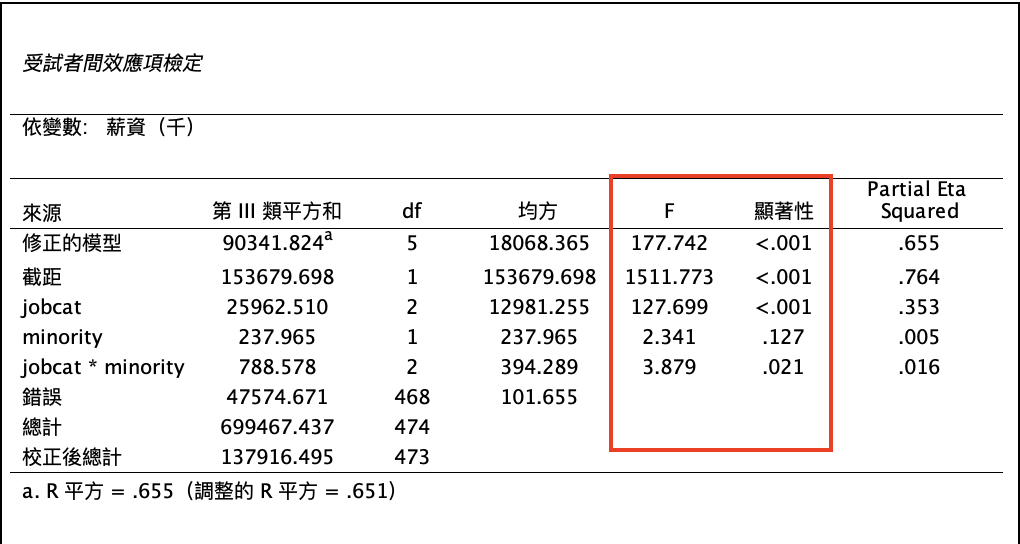 受試者間效應項檢定
依變數: 薪資（千）
來源 第 III 類平方和 df 均方 F 顯著性 Partial Eta Squared
修正的模型 90341.824a 5 18068.365 177.742 <.001 .655
截距 153679.698 1 153679.698 1511.773 <.001 .764
jobcat 25962.510 2 12981.255 127.699 <.001 .353
minority 237.965 1 237.965 2.341 .127 .005
jobcat * minority 788.578 2 394.289 3.879 .021 .016
錯誤 47574.671 468 101.655
總計 699467.437 474
校正後總計 137916.495 473
a. R 平方 = .655（調整的 R 平方 = .651）